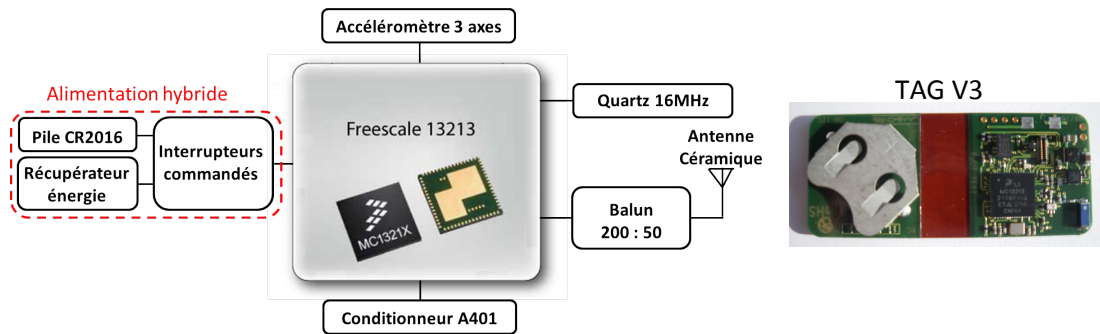 Accéléromètre 3 axes
Alimentation hybride
Pile CR2016
Récupérateur
énergie
Interrupteurs
commandés
Freescale 13213
MC1321X
Quartz 16MHz
Antenne
Céramique
Balun
200 : 50
Conditionneur A401
TAG V3
MC13213